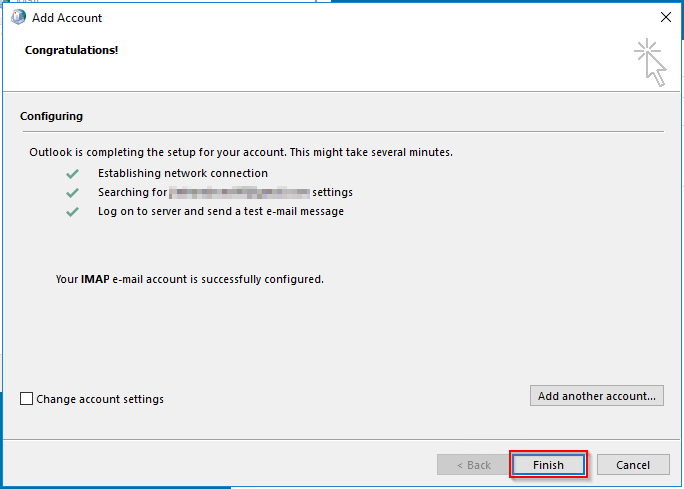 Add Account
Congratulations!
Configuring
Outlook is completing the setup for your account. This might take several minutes.
Establishing network connection
Searching for settings
Log on to server and send a test e-mail message
Your IMAP e-mail account is successfully configured.
Change account settings
Add another account...
< Back
Finish
Cancel